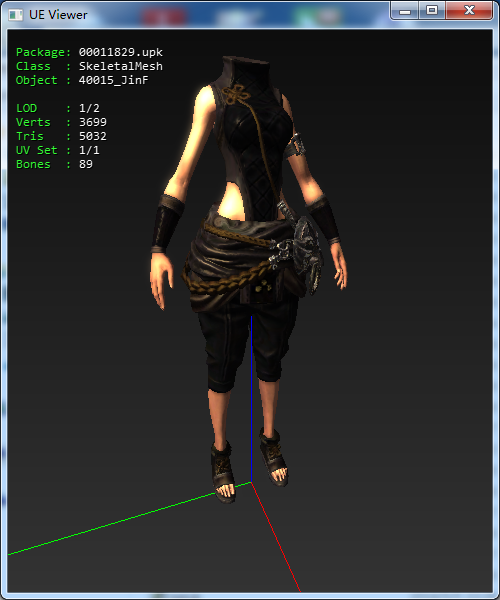 UE Viewer
Package: 00011829.upk
Class : SkeletalMesh
Object : 40015_JinF
LOD : 1/2
Verts : 3699
Tris : 5032
UV Set : 1/1
Bones : 89